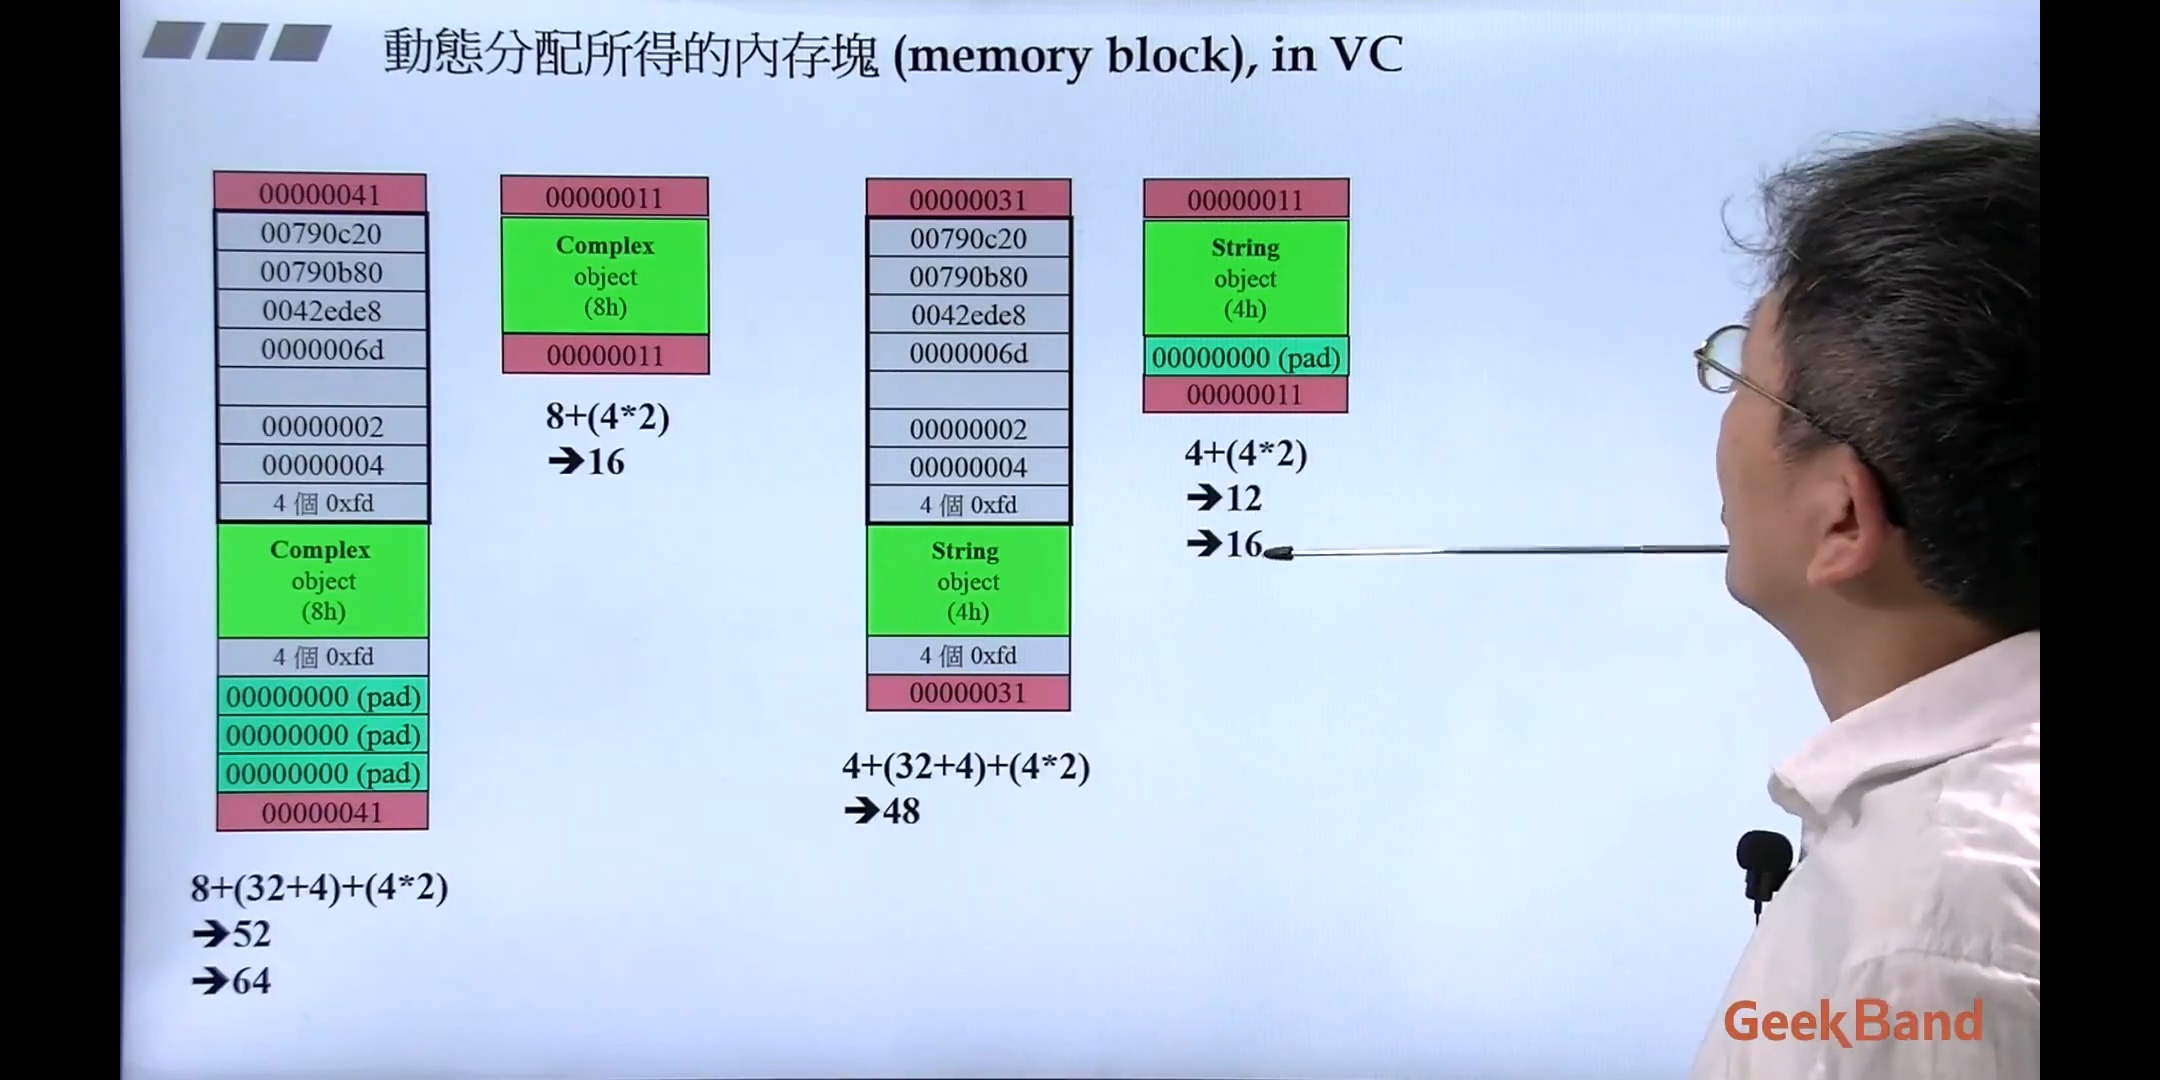 動態分配所得的內存塊 (memory block), in VC
00000041
00790c20
00790b80
0042ede8
0000006d
00000002
00000004
4 個 0xfd
Complex
object
(8h)
4 個 0xfd
00000000 (pad)
00000000 (pad)
00000000 (pad)
00000041
8+(32+4)+(4*2)
➔52
➔64
00000011
Complex
object
(8h)
00000011
8+(4*2)
➔16
00000031
00790c20
00790b80
0042ede8
0000006d
00000002
00000004
4 個 0xfd
String
object
(4h)
4 個 0xfd
00000031
4+(32+4)+(4*2)
➔48
00000011
String
object
(4h)
00000000 (pad)
00000011
4+(4*2)
➔12
➔16
GeekBand